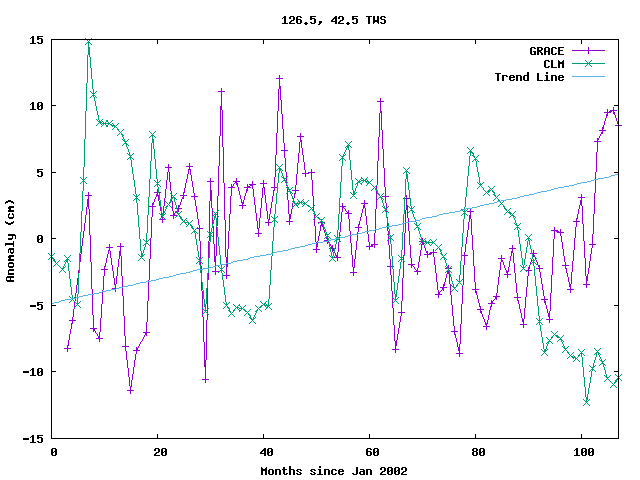 126.5, 42.5 TWS
GRACE
CLM
Trend Line
15
10
5
0
-5
-10
-15
Anomaly (cm)
0 20 40 60 80 100
Months since Jan 2002